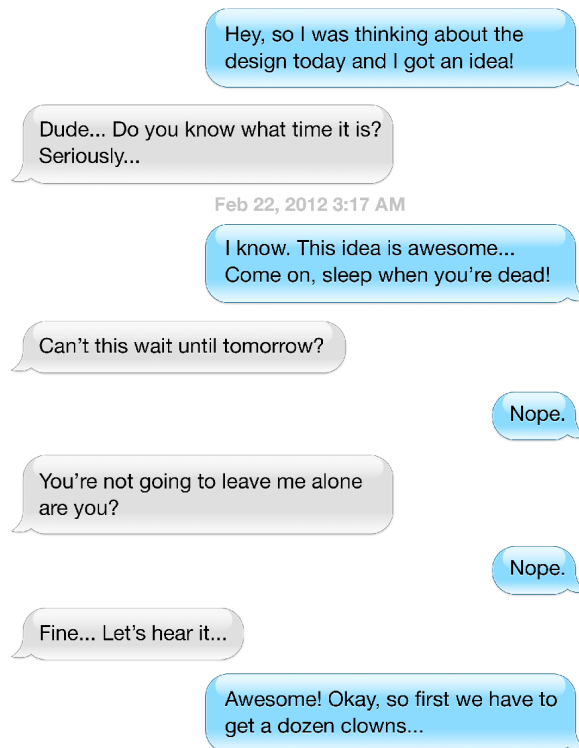 Hey, so I was thinking about the
design today and I got an idea!
Dude... Do you know what time it is?
Seriously...
Feb 22, 2012 3:17 AM
I know. This idea is awesome...
Come on, sleep when you’re dead!
Can’t this wait until tomorrow?
Nope.
You’re not going to leave me alone
are you?
Nope.
Fine... Let’s hear it...
Awesome! Okay, so first we have to
get a dozen clowns...